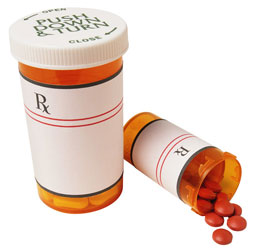 OPEN
PUSH
DOWN
& TURN
CLOSE
Rx
Rx